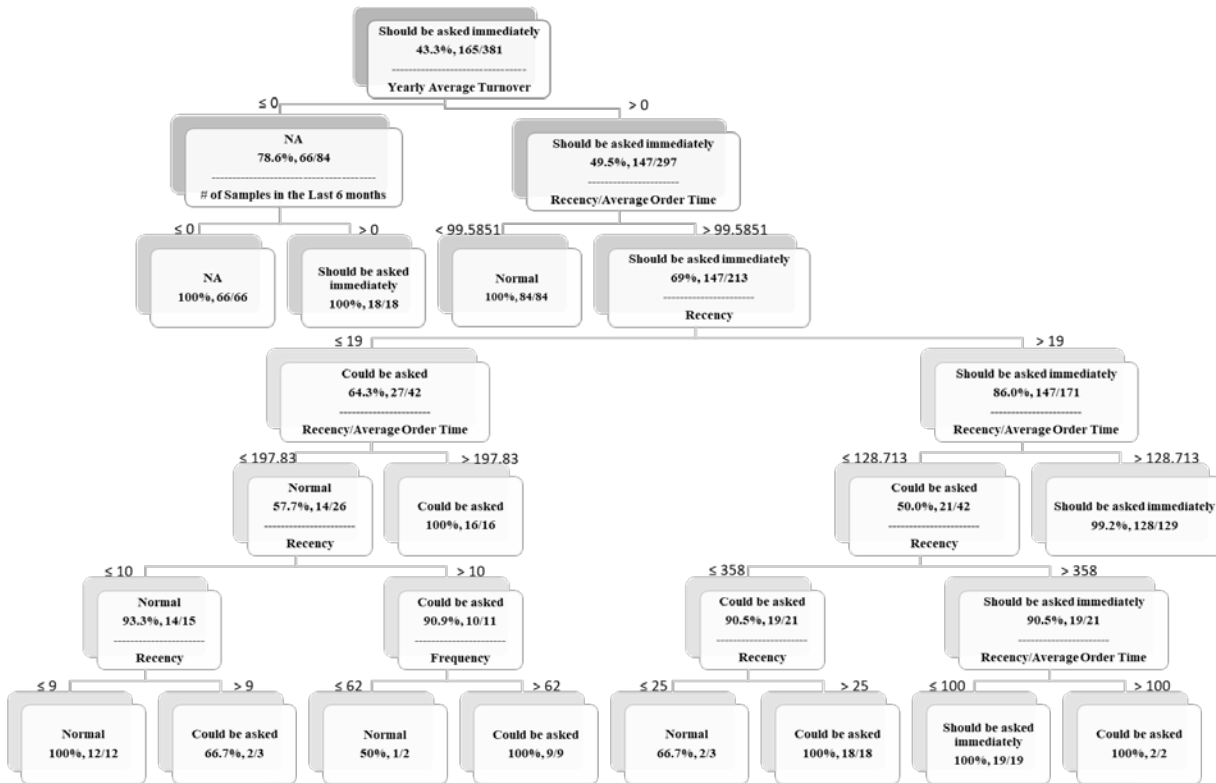 Should be asked immediately
43.3%, 165/381
---------------------------------
Yearly Average Turnover
≤ 0
> 0
NA
78.6%, 66/84
----------------------------------------
# of Samples in the Last 6 months
Should be asked immediately
49.5%, 147/297
----------------------
Recency/Average Order Time
≤ 0
> 0
< 99.5851
> 99.5851
NA
100%, 66/66
Should be asked
immediately
100%, 18/18
Normal
100%, 84/84
Should be asked immediately
69%, 147/213
----------------------
Recency
≤ 19
> 19
Could be asked
64.3%, 27/42
----------------------
Recency/Average Order Time
Should be asked immediately
86.0%, 147/171
----------------------
Recency/Average Order Time
≤ 197.83
> 197.83
≤ 128.713
> 128.713
Normal
57.7%, 14/26
----------------------
Recency
Could be asked
100%, 16/16
Could be asked
50.0%, 21/42
----------------------
Recency
Should be asked immediately
99.2%, 128/129
≤ 10
> 10
≤ 358
> 358
Normal
93.3%, 14/15
----------------------
Recency
Could be asked
90.9%, 10/11
----------------------
Frequency
Could be asked
90.5%, 19/21
----------------------
Recency
Should be asked immediately
90.5%, 19/21
----------------------
Recency/Average Order Time
≤ 9
> 9
≤ 62
> 62
≤ 25
> 25
≤ 100
> 100
Normal
100%, 12/12
Could be asked
66.7%, 2/3
Normal
50%, 1/2
Could be asked
100%, 9/9
Normal
66.7%, 2/3
Could be asked
100%, 18/18
Should be asked
immediately
100%, 19/19
Could be asked
100%, 2/2